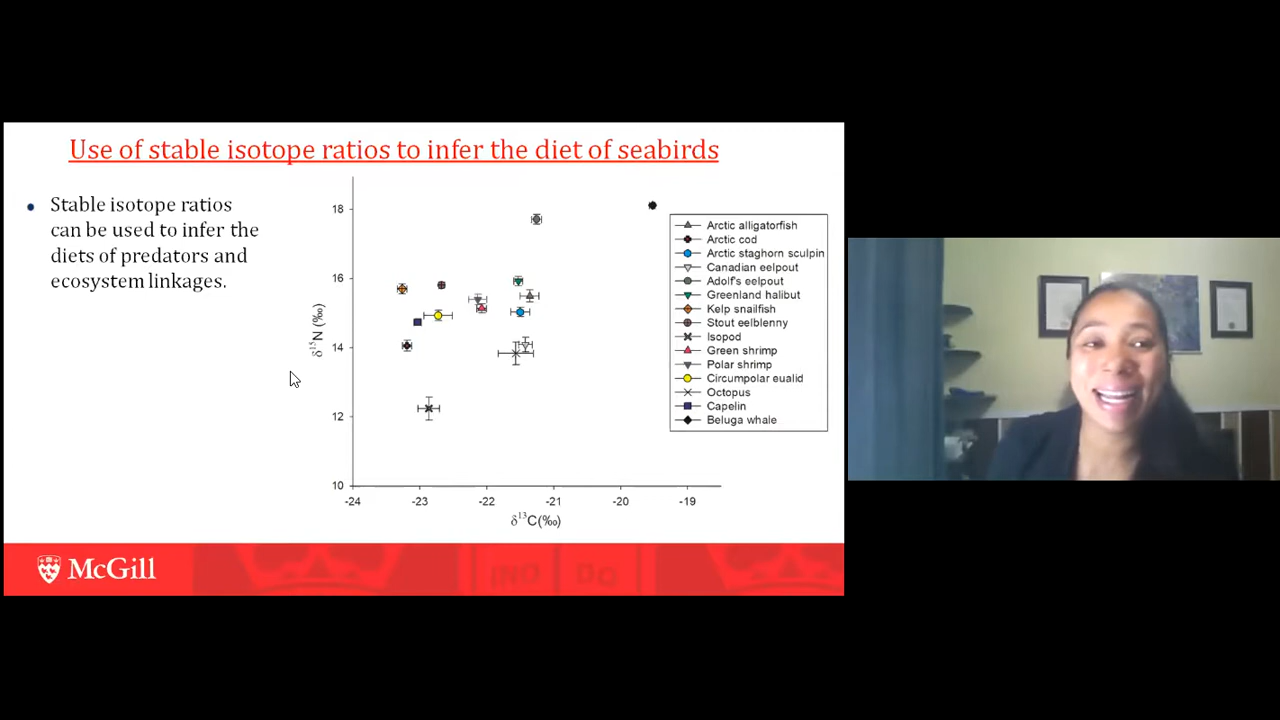 Use of stable isotope ratios to infer the diet of seabirds
Stable isotope ratios
can be used to infer the
diets of predators and
ecosystem linkages.
18
16
14
12
10
-24
-23
-22
-21
-20
-19
δ15N (‰)
δ13C(‰)
Arctic alligatorfish
Arctic cod
Arctic staghorn sculpin
Canadian eelpout
Adolf's eelpout
Greenland halibut
Kelp snailfish
Stout eelblenny
Isopod
Green shrimp
Polar shrimp
Circumpolar eualid
Octopus
Capelin
Beluga whale
McGill